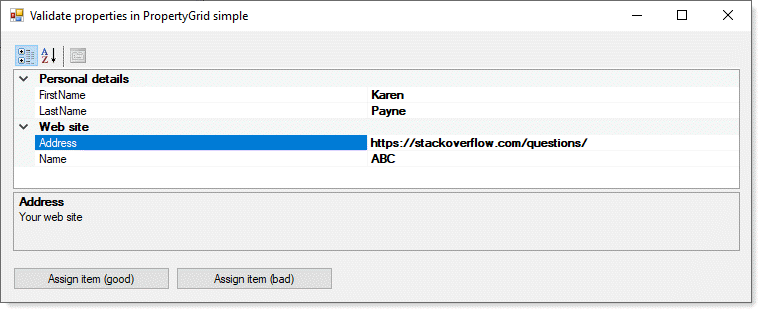 Validate properties in PropertyGrid simple
A Z
Personal details
FirstName Karen
LastName Payne
Web site
Address https://stackoverflow.com/questions/
Name ABC
Address
Your web site
Assign item (good) Assign item (bad)